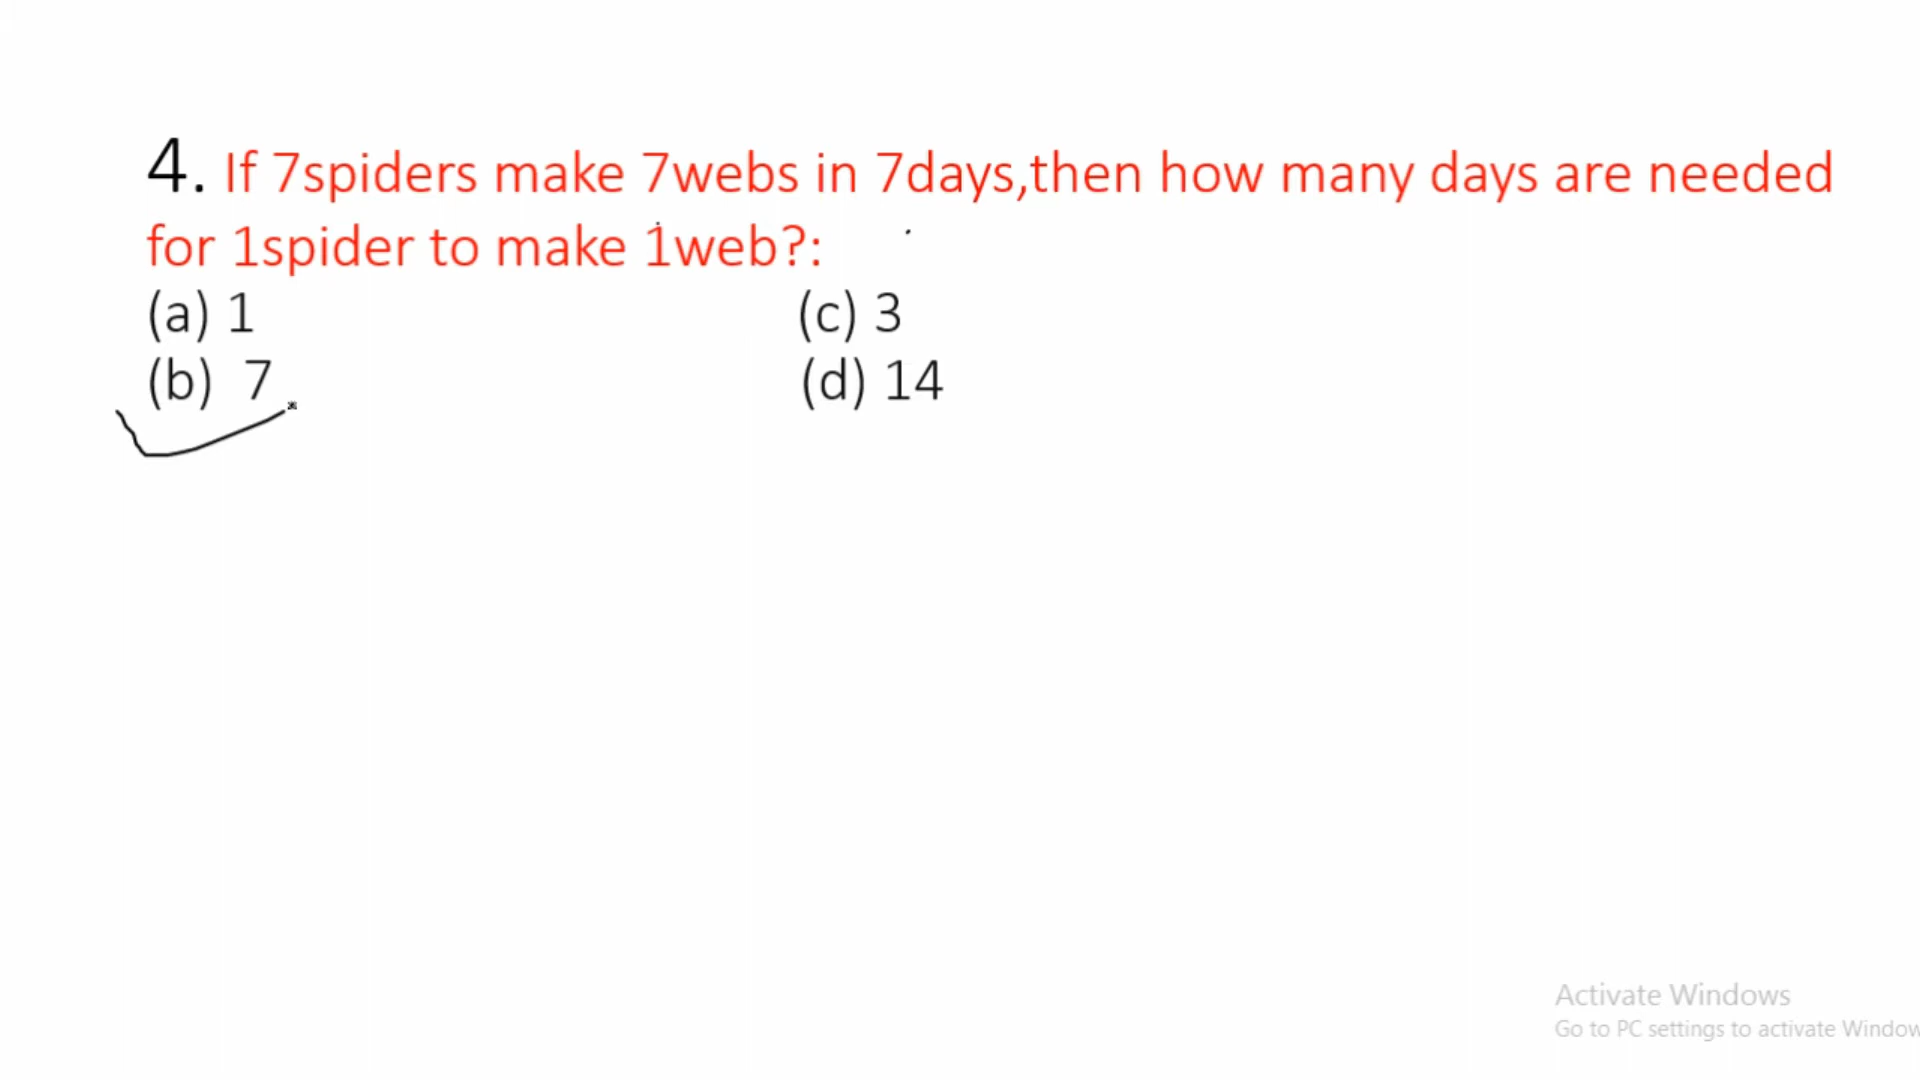 4. If 7spiders make 7webs in 7days,then how many days are needed
for 1spider to make 1web?:
(a) 1 (c) 3
(b) 7 (d) 14
Activate Windows
Go to PC settings to activate Window